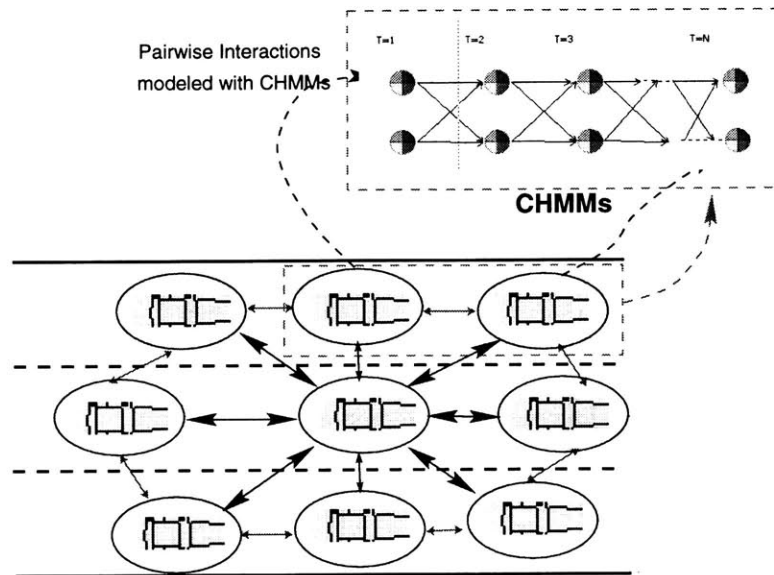 T=1 T=2 T=3 T=N
Pairwise Interactions
modeled with CHMMs
CHMMs